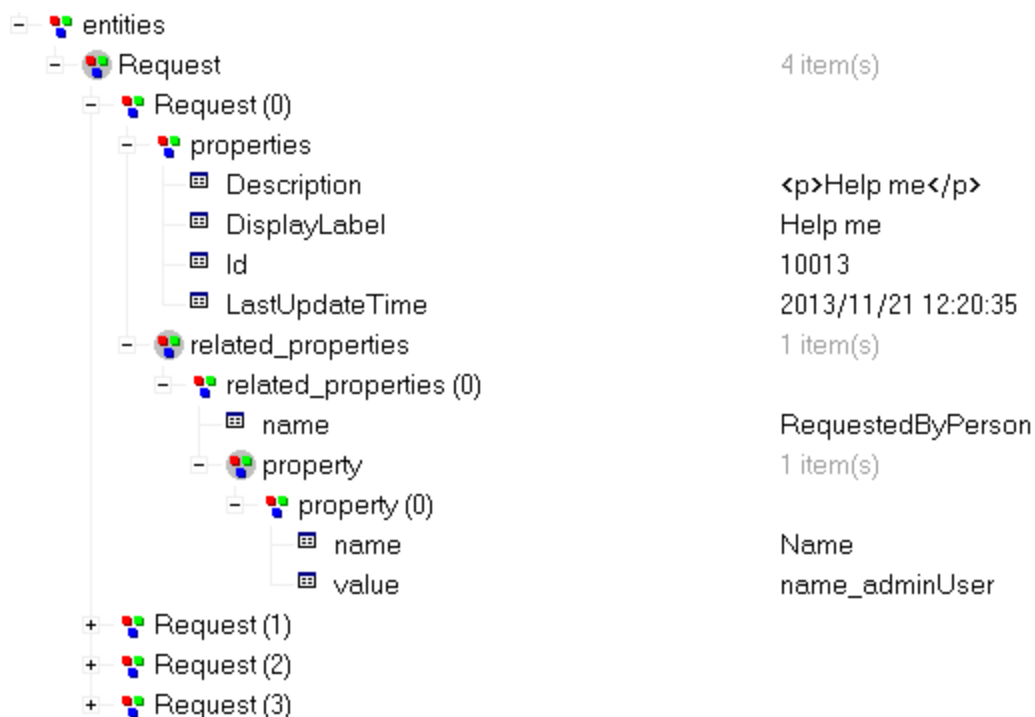 entities
Request 4 item(s)
Request (0)
properties
Description <p>Help me</p>
DisplayLabel Help me
Id 10013
LastUpdateTime 2013/11/21 12:20:35
related_properties 1 item(s)
related_properties (0)
name RequestedByPerson
property 1 item(s)
property (0)
name Name
value name_adminUser
Request (1)
Request (2)
Request (3)